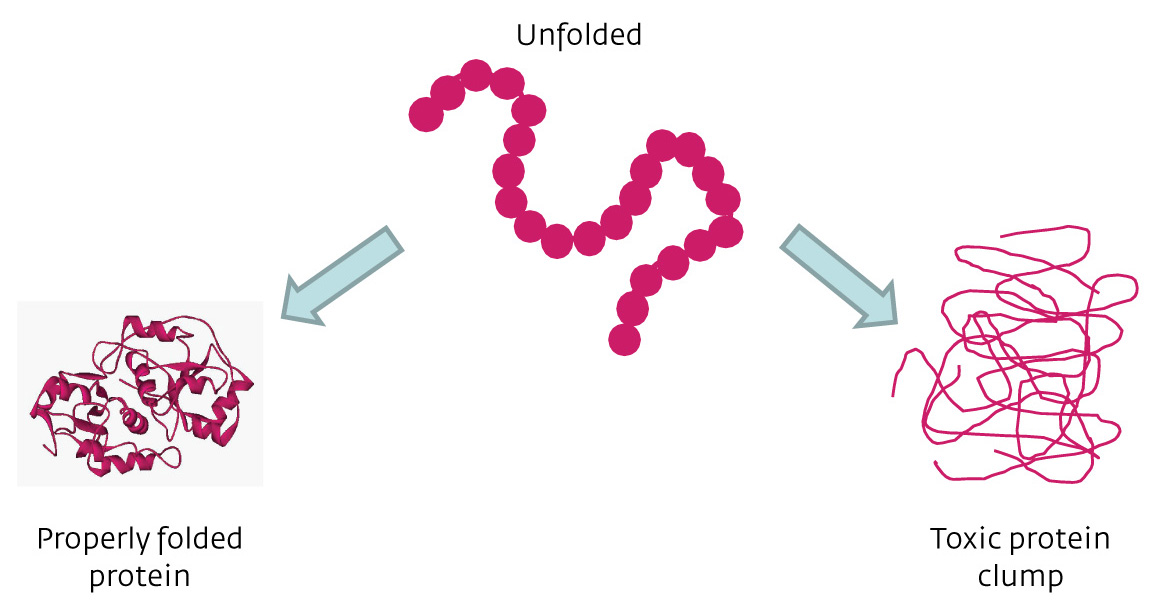 Unfolded
Properly folded
protein
Toxic protein
clump